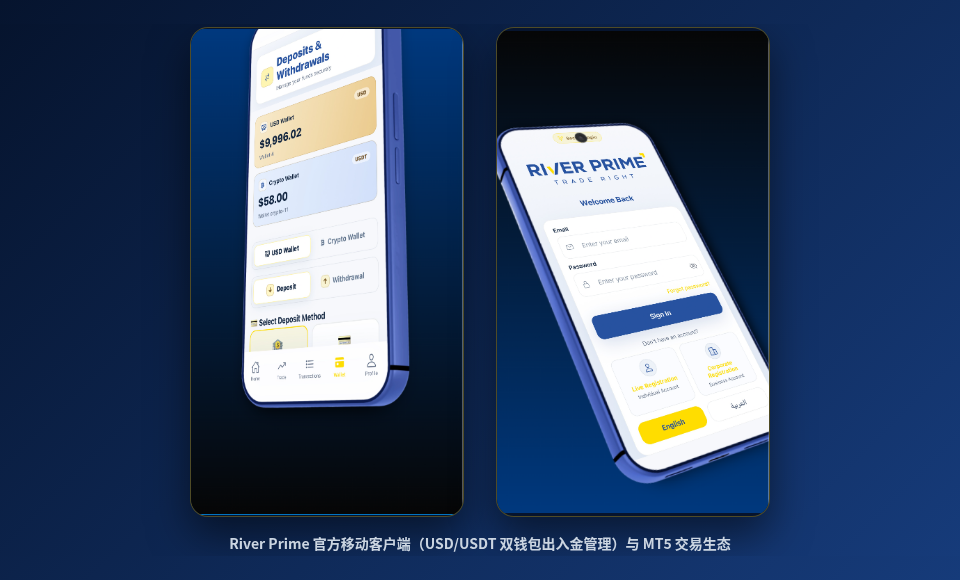 Deposits &
Withdrawals
Manage your funds securely
USD Wallet
USD
$9,996.02
Crypto Wallet
USDT
$58.00
USD Wallet
Crypto Wallet
Deposit
Withdrawal
Select Deposit Method
Home
Transactions
Profile
RIVER PRIME
TRADE RIGHT
Welcome Back
Email
Enter your email
Password
Enter your password
Forgot password?
Sign In
Don't have an account?
Live Registration
Individual Account
Corporate
Registration
Business Account
English
العربية
River Prime 官方移动客户端（USD/USDT 双钱包出入金管理）与 MT5 交易生态